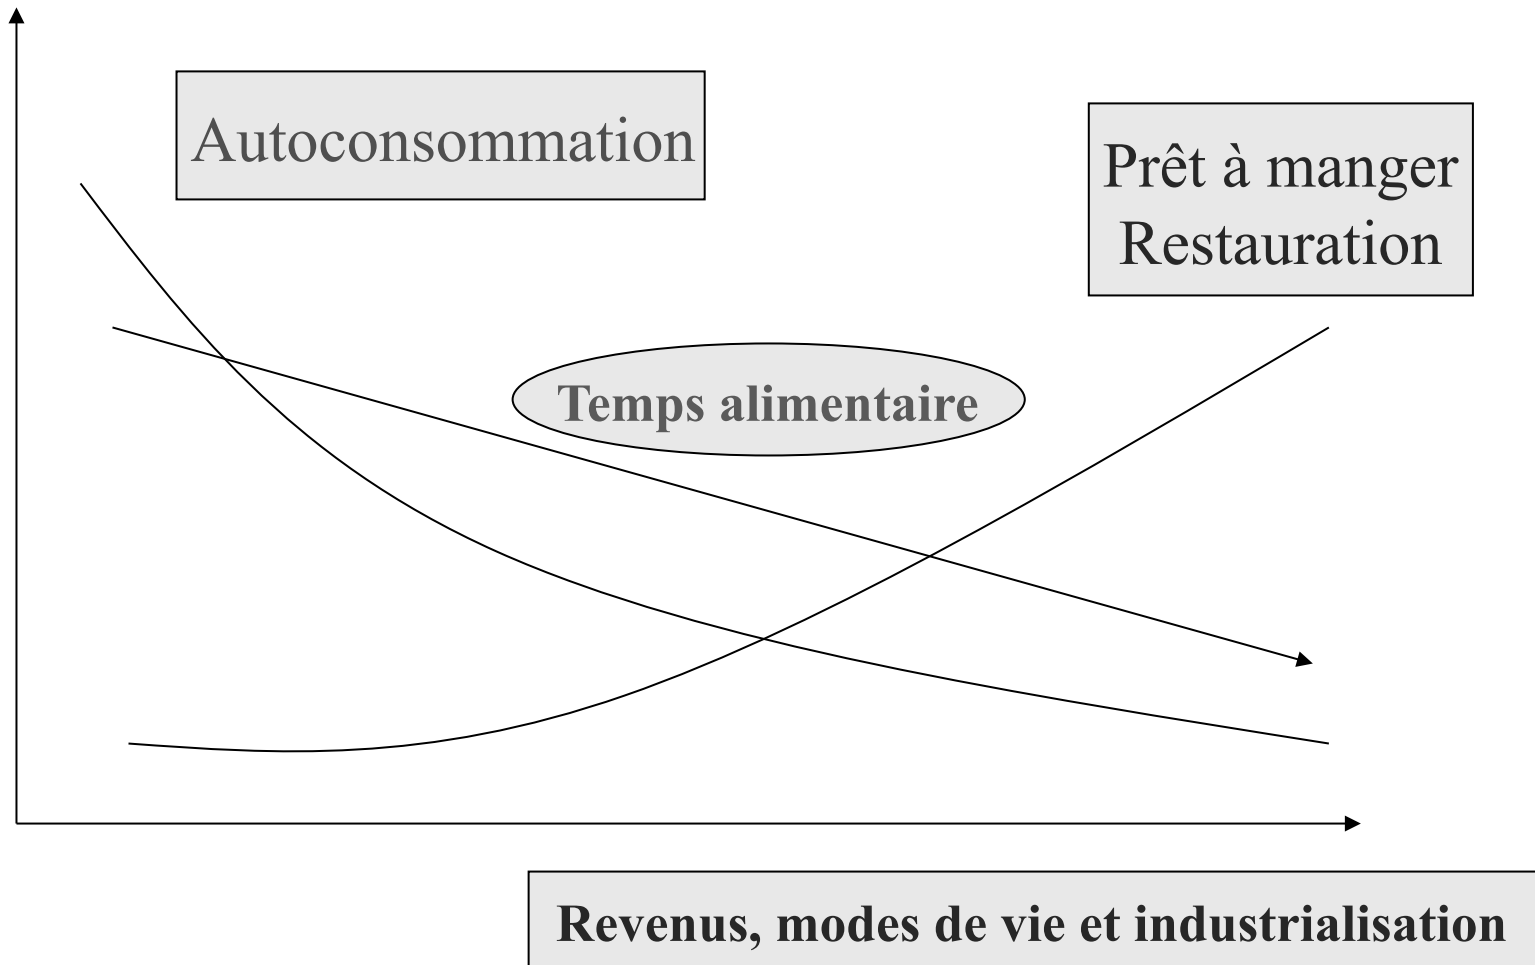 Autoconsommation
Prêt à manger
Restauration
Temps alimentaire
Revenus, modes de vie et industrialisation